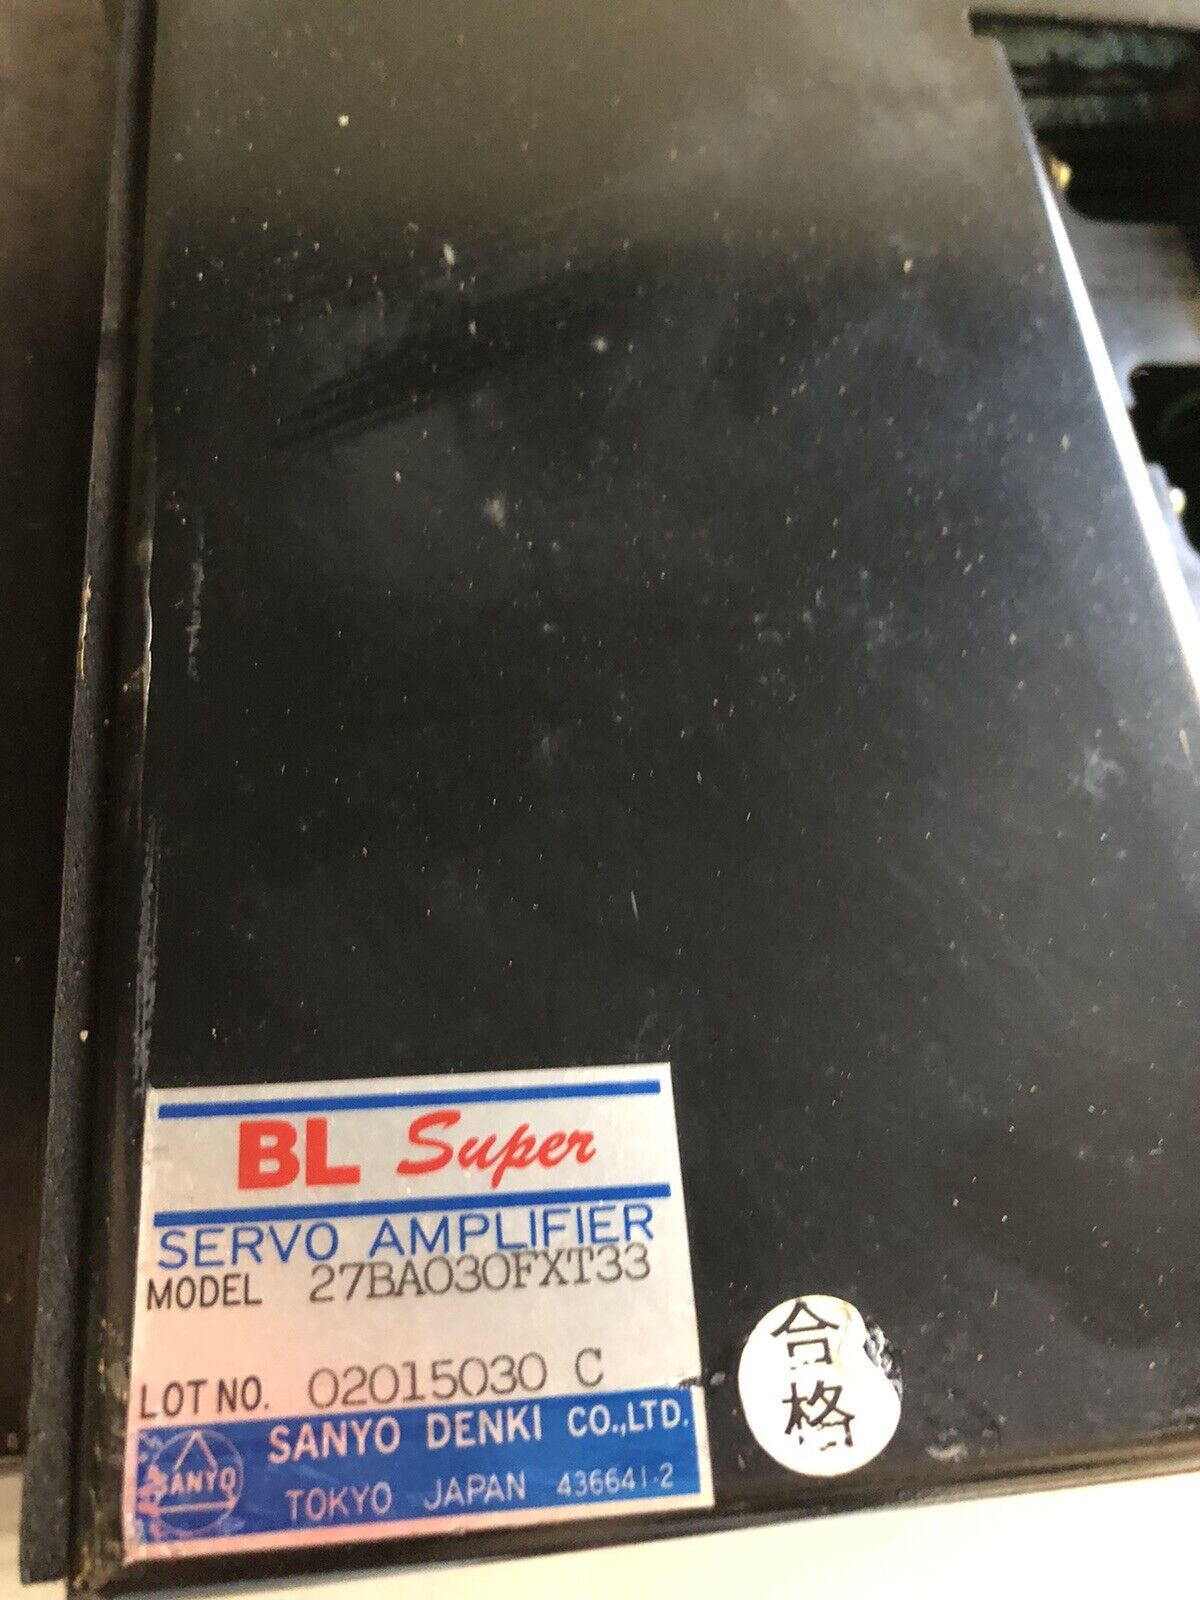 BL Super
SERVO AMPLIFIER
MODEL 27BA030FXT33
LOT NO. 02015030 C
SANYO DENKI CO.,LTD.
SANYO
TOKYO JAPAN 436641-2
合
格